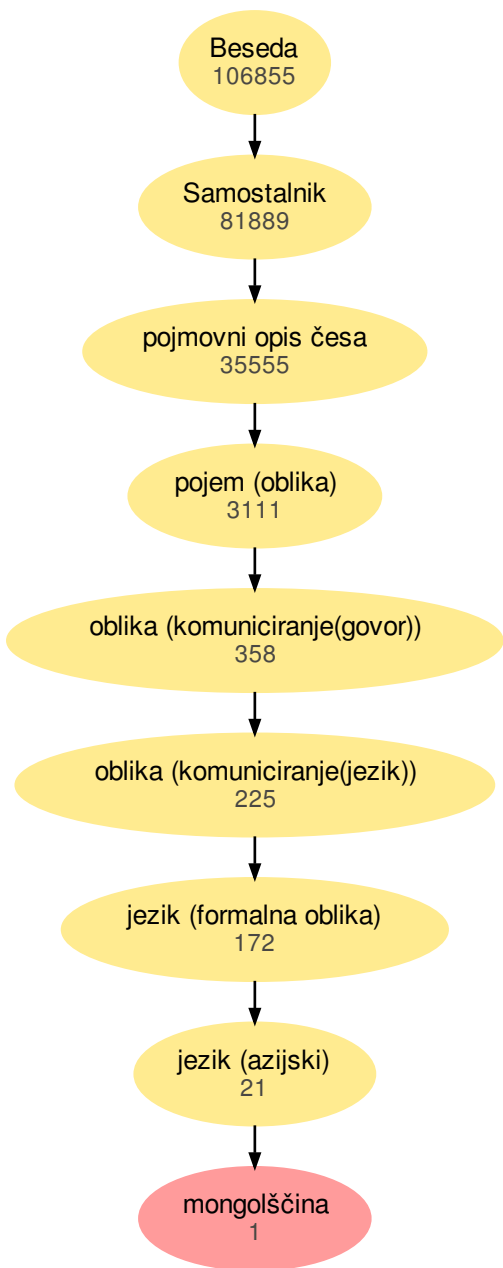 Beseda
106855
Samostalnik
81889
pojmovni opis česa
35555
pojem (oblika)
3111
oblika (komuniciranje(govor))
358
oblika (komuniciranje(jezik))
225
jezik (formalna oblika)
172
jezik (azijski)
21
mongolščina
1